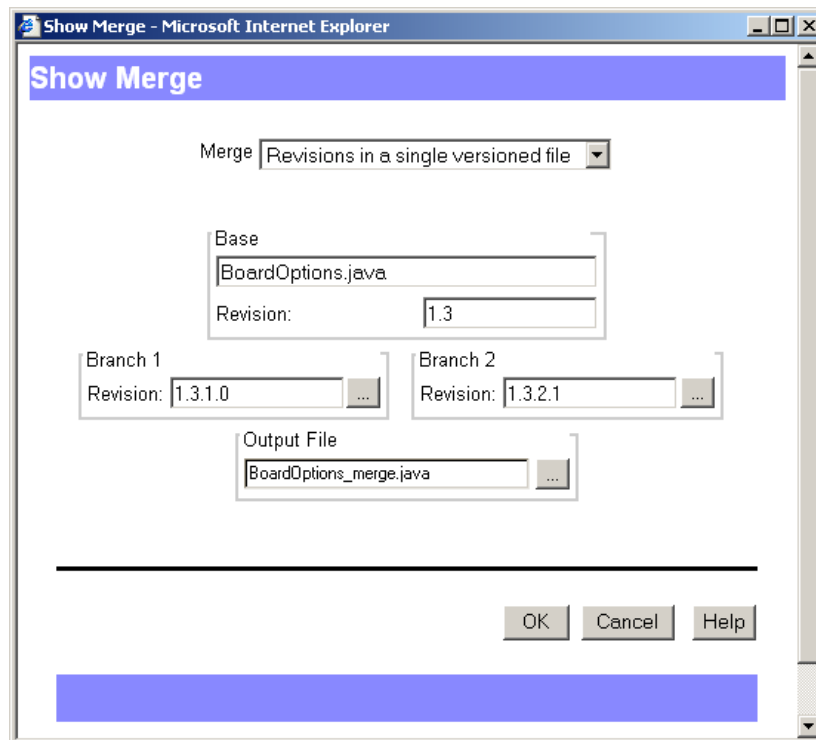 Show Merge - Microsoft Internet Explorer
Show Merge
Merge Revisions in a single versioned file
Base
BoardOptions.java
Revision: 1.3
Branch 1 Branch 2
Revision: 1.3.1.0 ... Revision: 1.3.2.1 ...
Output File
BoardOptions_merge.java ...
OK Cancel Help